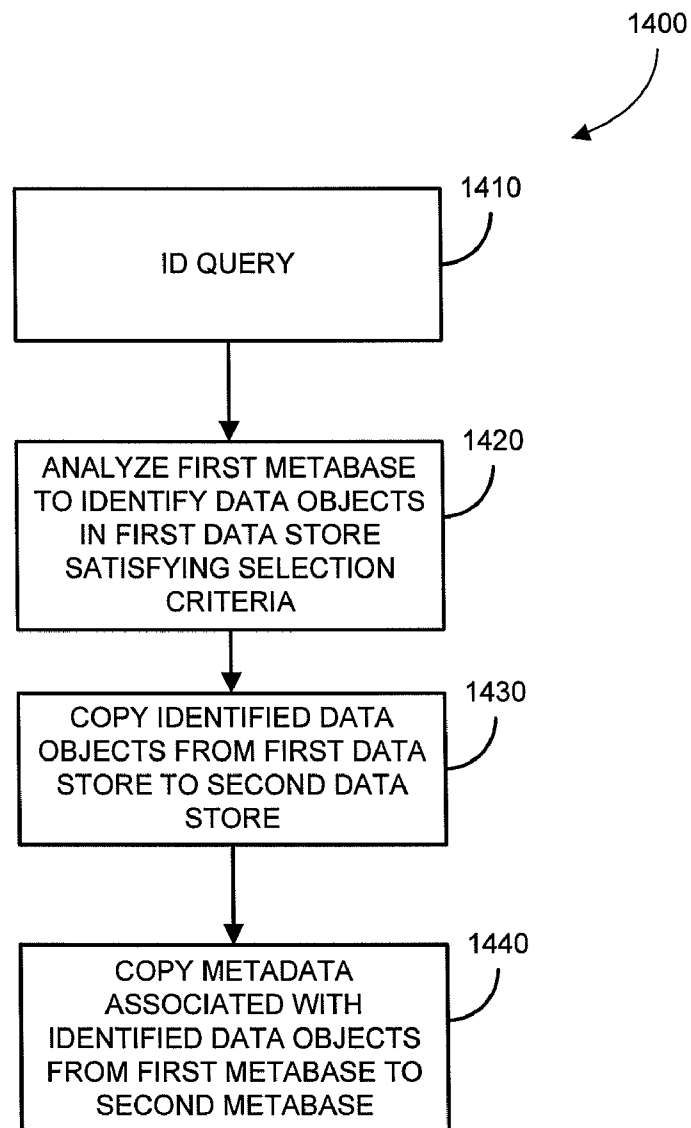 1400
1410
ID QUERY
1420
ANALYZE FIRST METABASE
TO IDENTIFY DATA OBJECTS
IN FIRST DATA STORE
SATISFYING SELECTION
CRITERIA
1430
COPY IDENTIFIED DATA
OBJECTS FROM FIRST DATA
STORE TO SECOND DATA
STORE
1440
COPY METADATA
ASSOCIATED WITH
IDENTIFIED DATA OBJECTS
FROM FIRST METABASE TO
SECOND METABASE